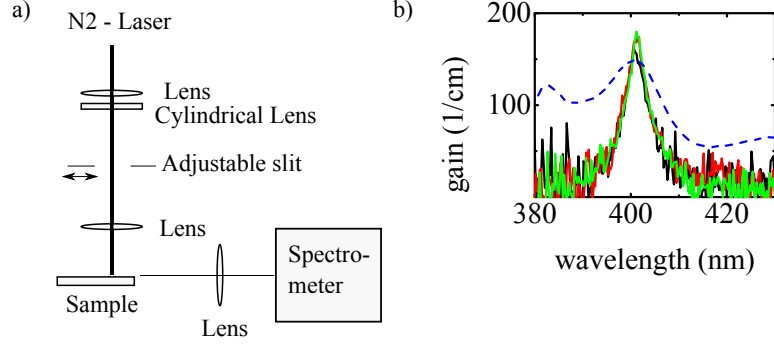 a)
N2 - Laser
Lens
Cylindrical Lens
Adjustable slit
Lens
Spectro-
meter
Sample
Lens
b)
200
100
gain (1/cm)
380
400
420
wavelength (nm)